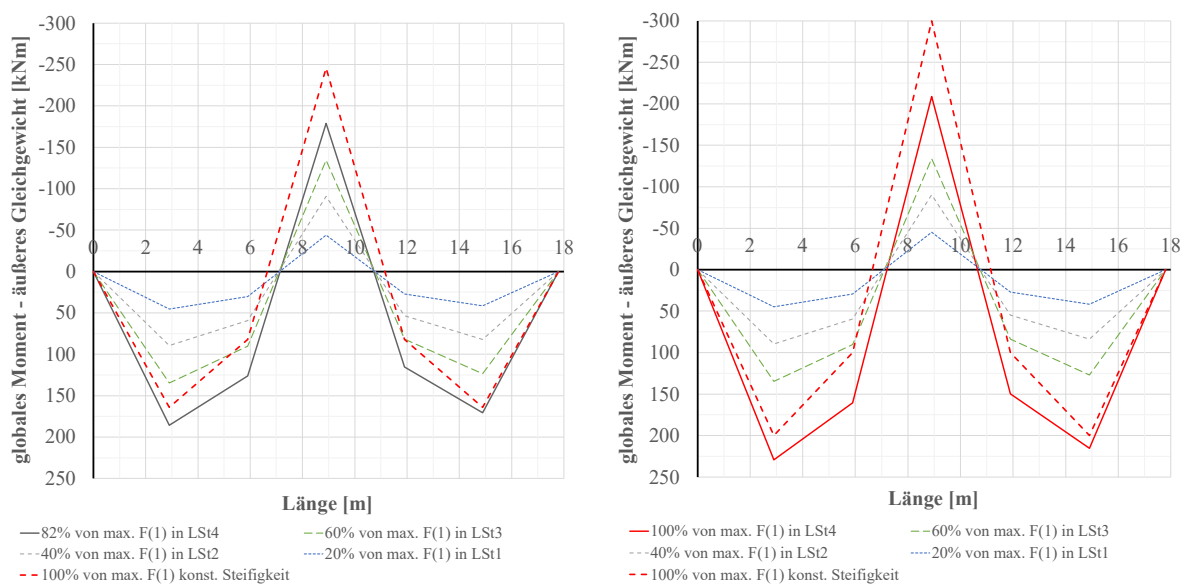 globales Moment - äußeres Gleichgewicht [kNm]
-300
-250
-200
-150
-100
-50
0
50
100
150
200
250
0 2 4 6 8 10 12 14 16 18
Länge [m]
82% von max. F(1) in LSt4 60% von max. F(1) in LSt3
40% von max. F(1) in LSt2 20% von max. F(1) in LSt1
100% von max. F(1) konst. Steifigkeit
globales Moment - äußeres Gleichgewicht [kNm]
-300
-250
-200
-150
-100
-50
0
50
100
150
200
250
0 2 4 6 8 10 12 14 16 18
Länge [m]
100% von max. F(1) in LSt4 60% von max. F(1) in LSt3
40% von max. F(1) in LSt2 20% von max. F(1) in LSt1
100% von max. F(1) konst. Steifigkeit